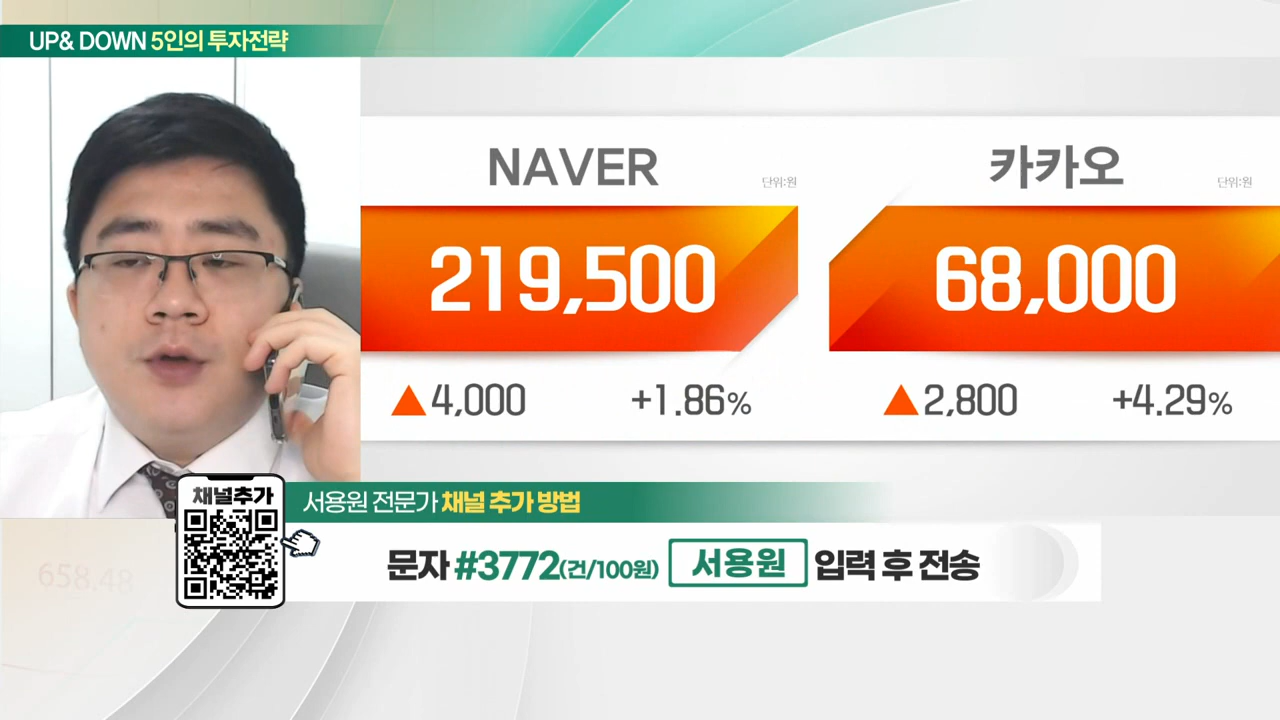 UP& DOWN 5인의 투자전략
NAVER
단위:원
219,500
▲4,000 +1.86%
카카오
단위:원
68,000
▲2,800 +4.29%
채널추가
서용원 전문가 채널 추가 방법
문자 #3772(건/100원) 서용원 입력 후 전송
658.48